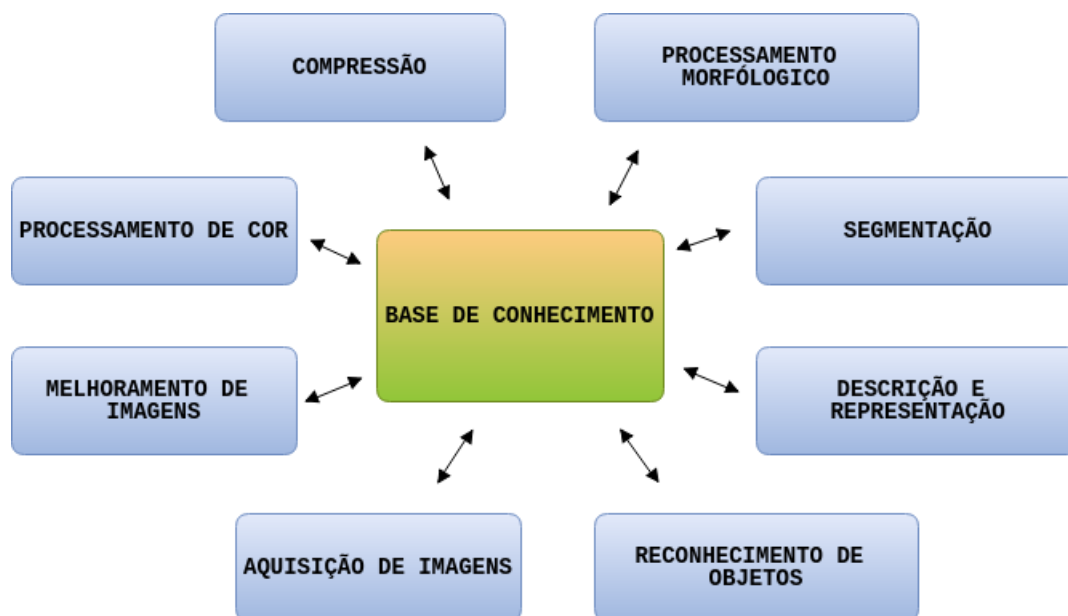 COMPRESSÃO
PROCESSAMENTO
MORFÓLOGICO
PROCESSAMENTO DE COR
SEGMENTAÇÃO
BASE DE CONHECIMENTO
MELHORAMENTO DE
IMAGENS
DESCRIÇÃO E
REPRESENTAÇÃO
AQUISIÇÃO DE IMAGENS
RECONHECIMENTO DE
OBJETOS